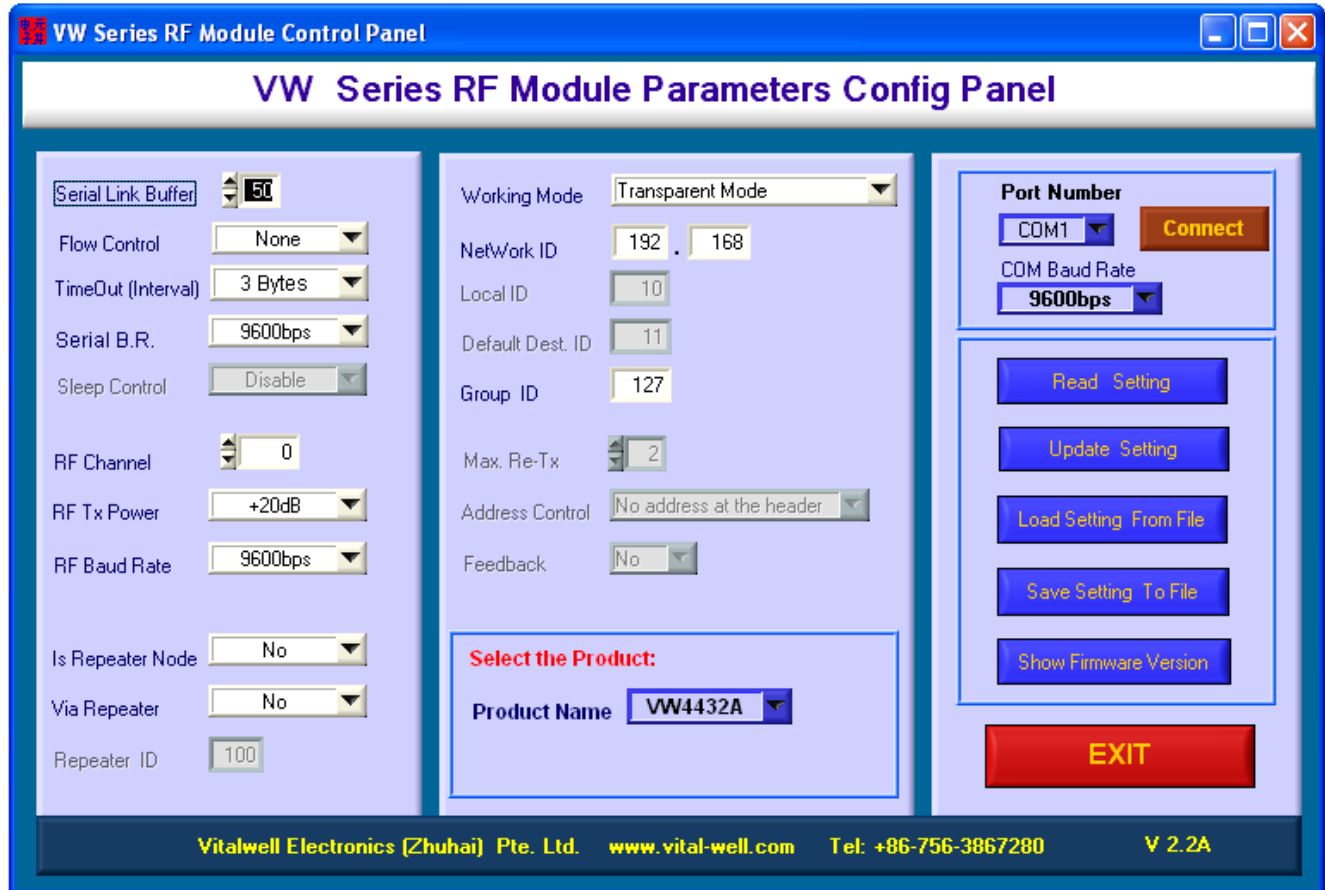 VW Series RF Module Control Panel
VW Series RF Module Parameters Config Panel
Serial Link Buffer 50
Flow Control None
TimeOut (Interval) 3 Bytes
Serial B.R. 9600bps
Sleep Control Disable
RF Channel 0
RF Tx Power +20dB
RF Baud Rate 9600bps
Is Repeater Node No
Via Repeater No
Repeater ID 100
Working Mode Transparent Mode
NetWork ID 192 . 168
Local ID 10
Default Dest. ID 11
Group ID 127
Max. Re-Tx 2
Address Control No address at the header
Feedback No
Select the Product:
Product Name VW4432A
Port Number
COM1 Connect
COM Baud Rate
9600bps
Read Setting
Update Setting
Load Setting From File
Save Setting To File
Show Firmware Version
EXIT
Vitalwell Electronics (Zhuhai) Pte. Ltd. www.vital-well.com Tel: +86-756-3867280 V 2.2A